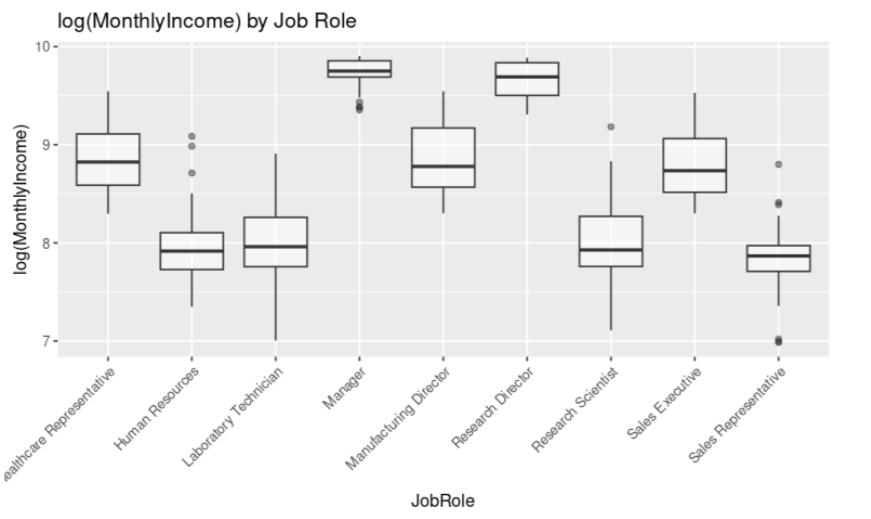 log(MonthlyIncome) by Job Role
log(MonthlyIncome)
10
9
8
7
ealthcare Representative
Human Resources
Laboratory Technician
Manager
Manufacturing Director
Research Director
Research Scientist
Sales Executive
Sales Representative
JobRole